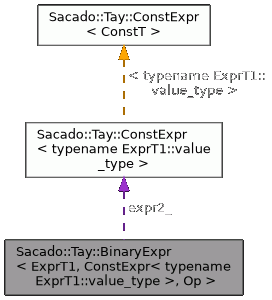 Sacado::Tay::ConstExpr
< ConstT >
< typename ExprT1::
value_type >
Sacado::Tay::ConstExpr
< typename ExprT1::value
_type >
expr2_
Sacado::Tay::BinaryExpr
< ExprT1, ConstExpr< typename
ExprT1::value_type >, Op >